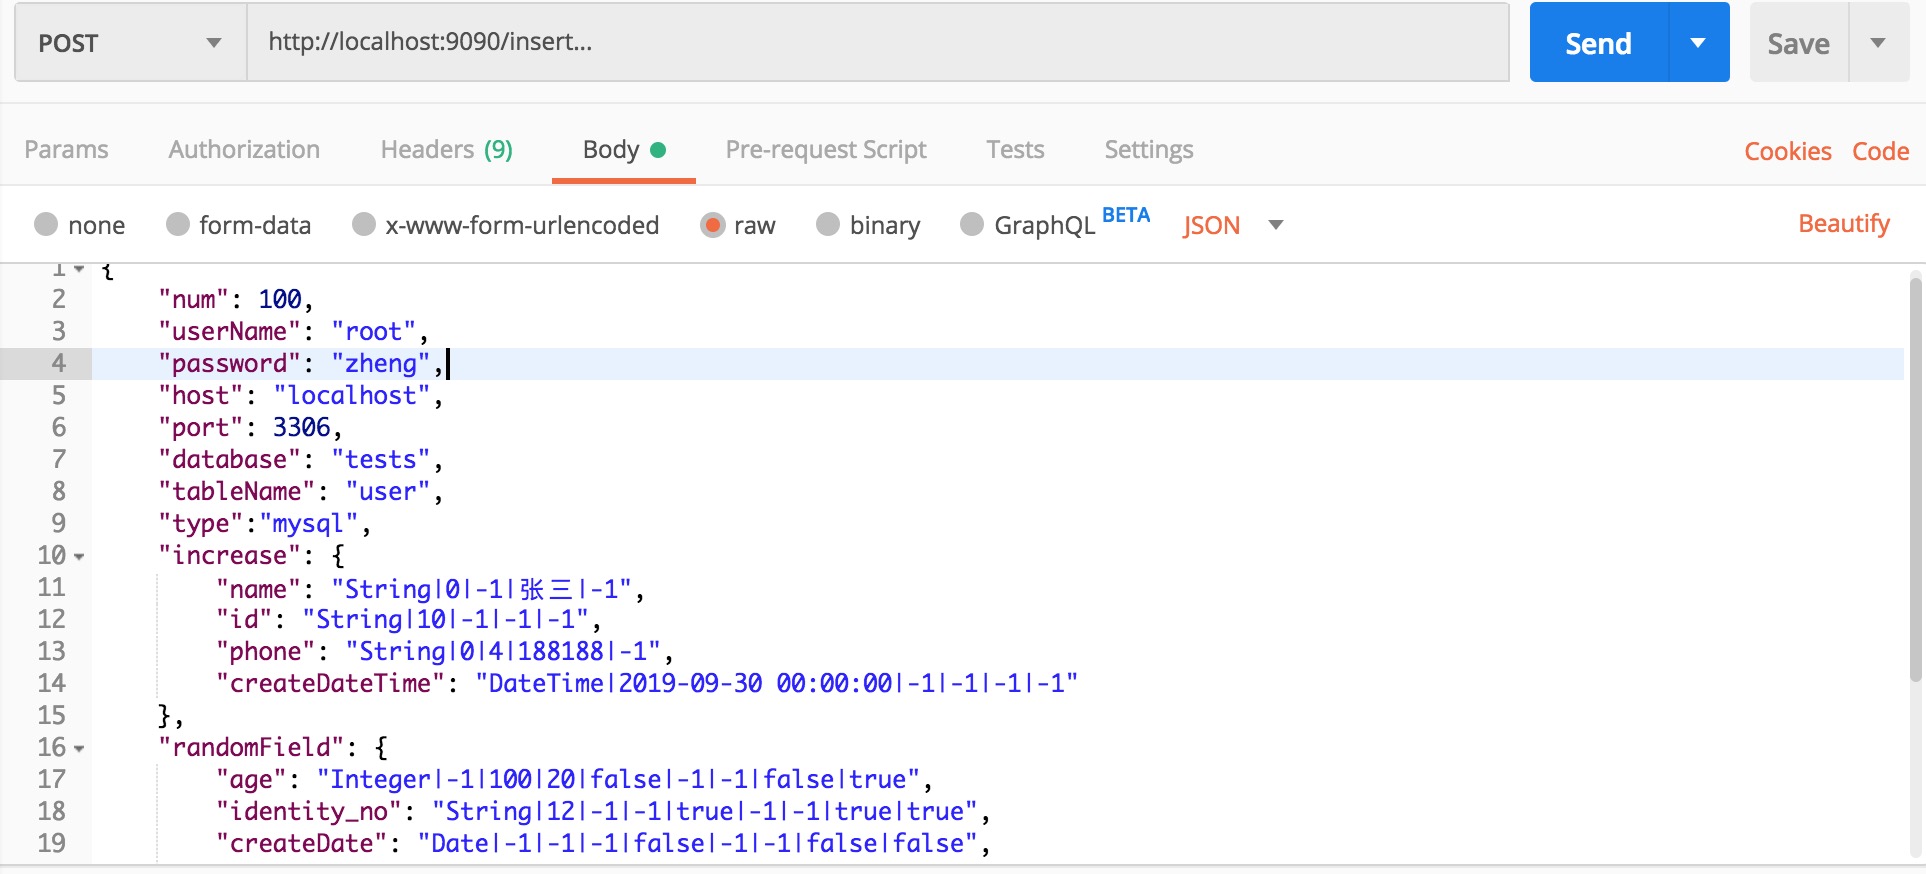 POST http://localhost:9090/insert... Send Save
Params Authorization Headers (9) Body Pre-request Script Tests Settings Cookies Code
none form-data x-www-form-urlencoded raw binary GraphQL BETA JSON Beautify
1 {
2 "num": 100,
3 "userName": "root",
4 "password": "zheng",
5 "host": "localhost",
6 "port": 3306,
7 "database": "tests",
8 "tableName": "user",
9 "type":"mysql",
10 "increase": {
11 "name": "String|0|-1|张三|-1",
12 "id": "String|10|-1|-1|-1",
13 "phone": "String|0|4|188188|-1",
14 "createDateTime": "DateTime|2019-09-30 00:00:00|-1|-1|-1|-1"
15 },
16 "randomField": {
17 "age": "Integer|-1|100|20|false|-1|-1|false|true",
18 "identity_no": "String|12|-1|-1|true|-1|-1|true|true",
19 "createDate": "Date|-1|-1|-1|false|-1|-1|false|false",